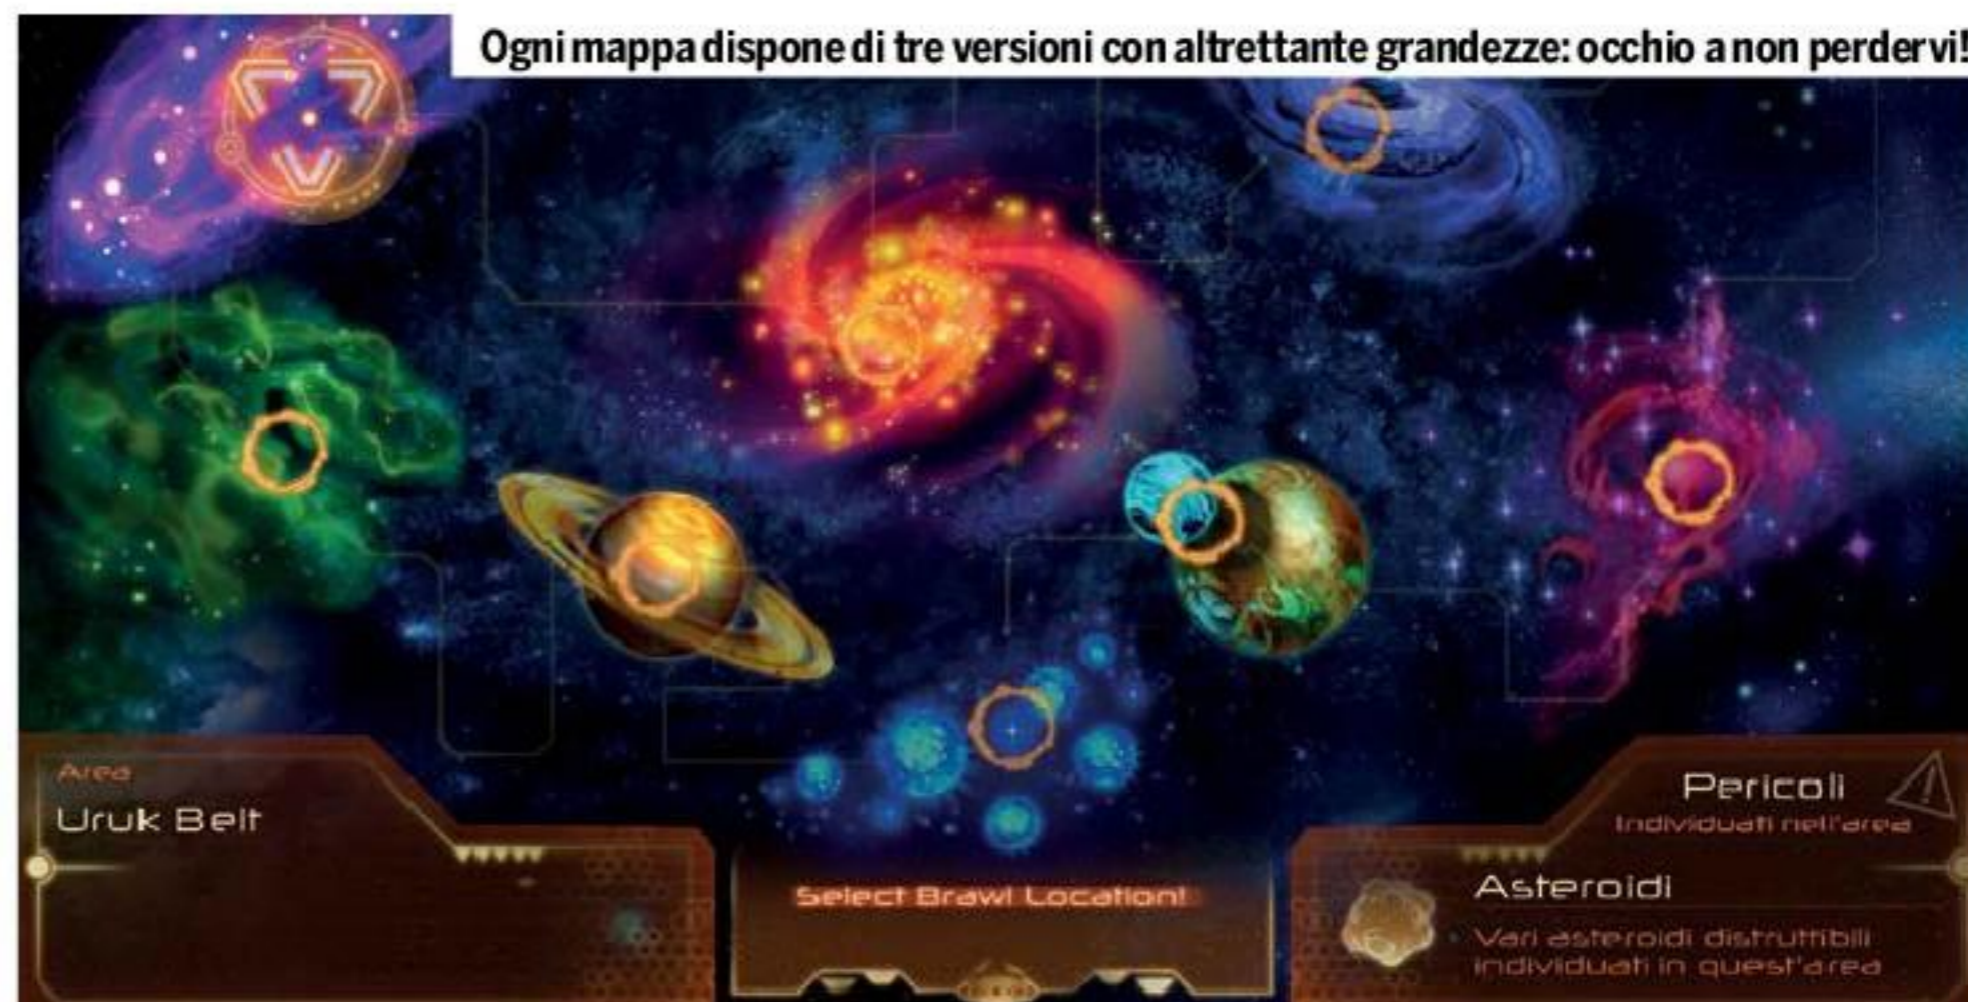 Ogni mappa dispone di tre versioni con altrettante grandezze: occhio a non perdervi!
Area
Uruk Belt
Select Brawl Location!
Pericoli
Individuati nell'area
Asteroidi
Vari asteroidi distruttibili
individuati in quest'area